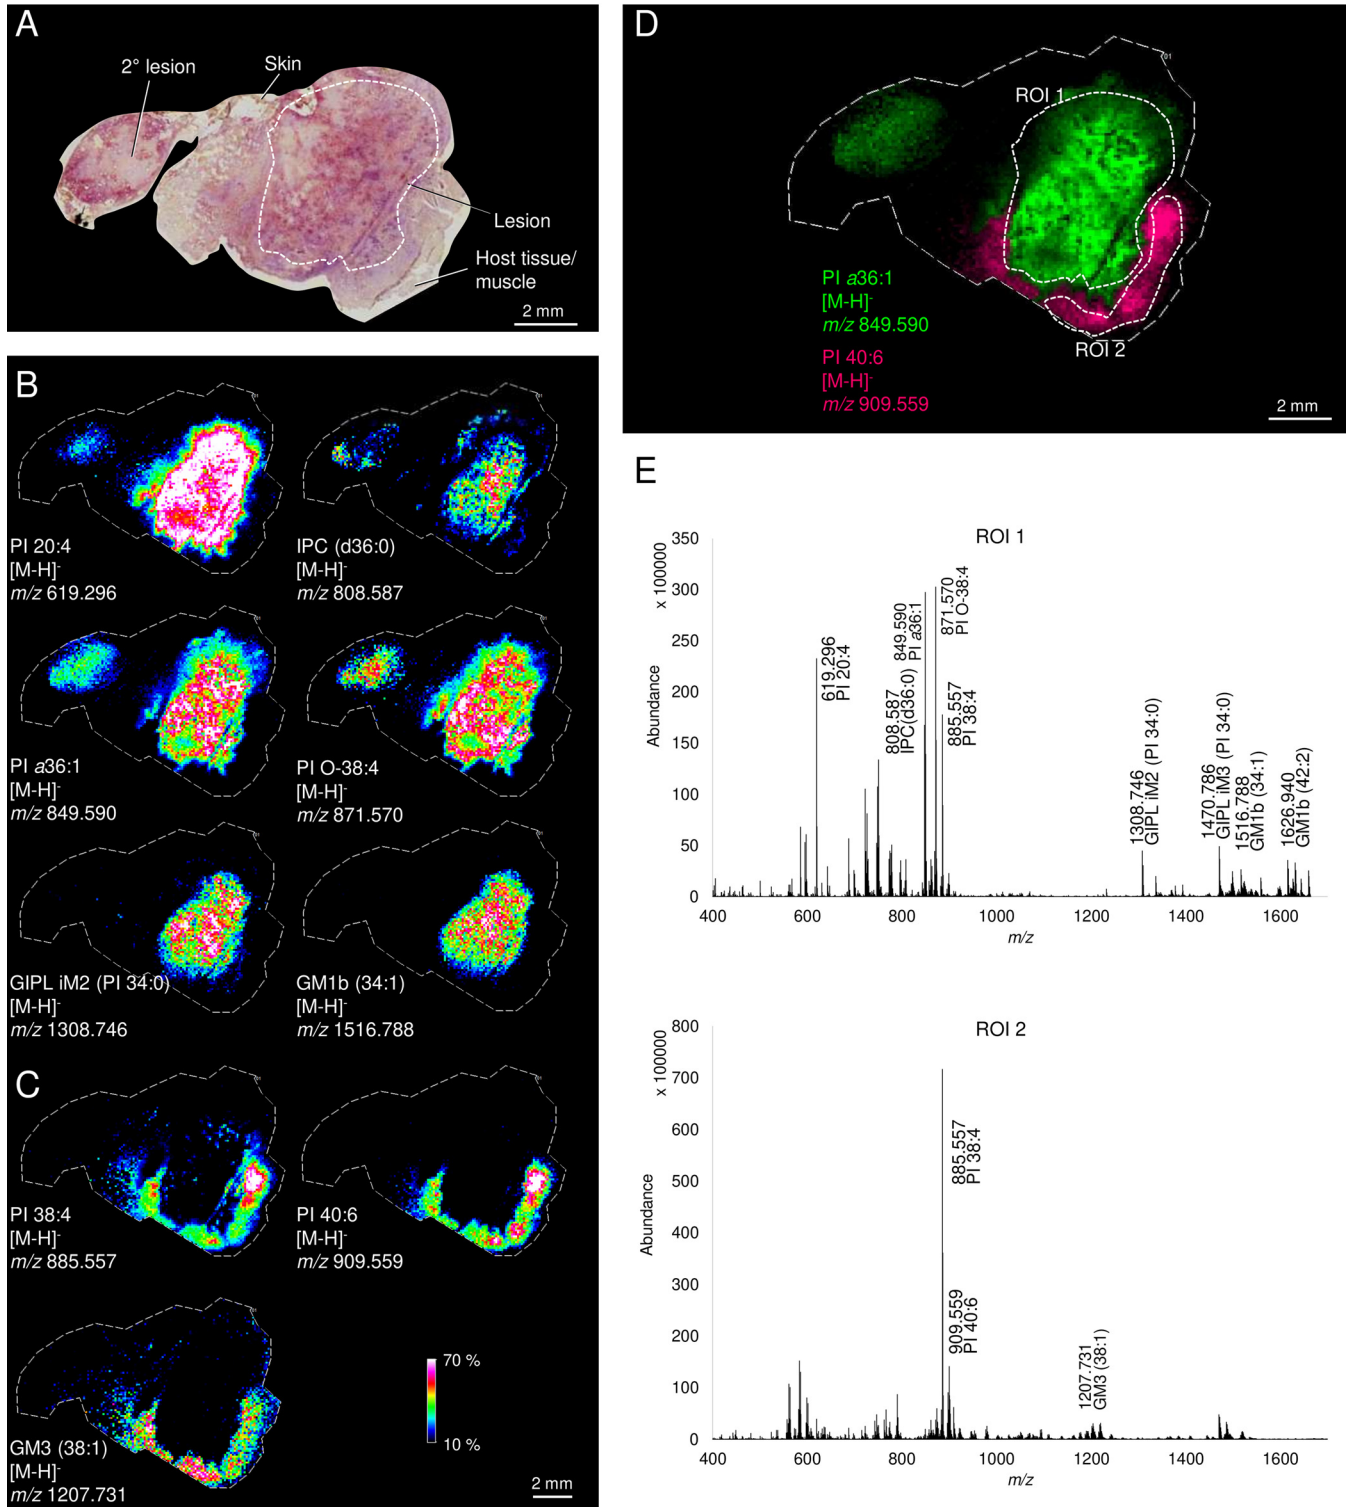 A
2° lesion
Skin
Lesion
Host tissue/
muscle
2 mm
B
PI 20:4
[M-H]-
m/z 619.296
IPC (d36:0)
[M-H]-
m/z 808.587
PI a36:1
[M-H]-
m/z 849.590
PI O-38:4
[M-H]-
m/z 871.570
GIPL iM2 (PI 34:0)
[M-H]-
m/z 1308.746
GM1b (34:1)
[M-H]-
m/z 1516.788
C
PI 38:4
[M-H]-
m/z 885.557
PI 40:6
[M-H]-
m/z 909.559
GM3 (38:1)
[M-H]-
m/z 1207.731
70 %
10 %
2 mm
D
ROI 1
PI a36:1
[M-H]-
m/z 849.590
PI 40:6
[M-H]-
m/z 909.559
ROI 2
2 mm
E
ROI 1
x 100000
Abundance
350
300
250
200
150
100
50
0
619.296
PI 20:4
808.587
IPC(d36:0)
849.590
PI a36:1
871.570
PI O-38:4
885.557
PI 38:4
1308.746
GIPL iM2 (PI 34:0)
1470.786
GIPL iM3 (PI 34:0)
1516.788
GM1b (34:1)
1626.940
GM1b (42:2)
400 600 800 1000 1200 1400 1600
m/z
ROI 2
x 100000
Abundance
800
700
600
500
400
300
200
100
0
885.557
PI 38:4
909.559
PI 40:6
1207.731
GM3 (38:1)
400 600 800 1000 1200 1400 1600
m/z